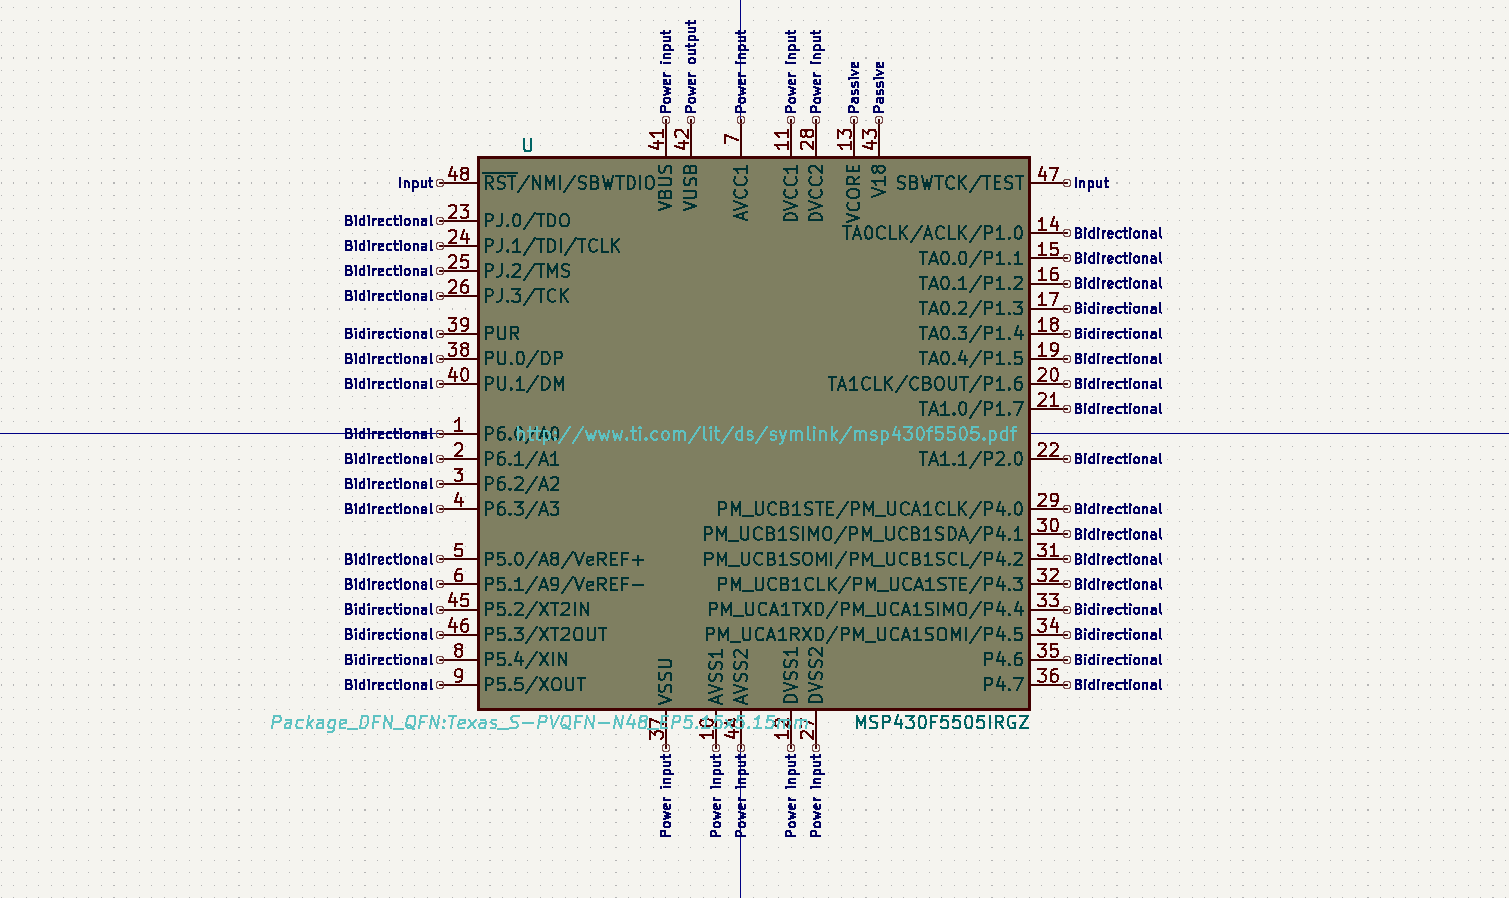 Power input
Power output
Power input
Power input
Power input
Passive
Passive
41
42
7
11
28
13
43
U
VBUS
VUSB
AVCC1
DVCC1
DVCC2
VCORE
V18
Input 48 RST/NMI/SBWTDIO
SBWTCK/TEST 47 Input
Bidirectional 23 PJ.0/TDO
Bidirectional 24 PJ.1/TDI/TCLK
Bidirectional 25 PJ.2/TMS
Bidirectional 26 PJ.3/TCK
Bidirectional 39 PUR
Bidirectional 38 PU.0/DP
Bidirectional 40 PU.1/DM
Bidirectional 1 P6.0/A0
http://www.ti.com/lit/ds/symlink/msp430f5505.pdf
Bidirectional 2 P6.1/A1
Bidirectional 3 P6.2/A2
Bidirectional 4 P6.3/A3
Bidirectional 5 P5.0/A8/VeREF+
Bidirectional 6 P5.1/A9/VeREF-
Bidirectional 45 P5.2/XT2IN
Bidirectional 46 P5.3/XT2OUT
Bidirectional 8 P5.4/XIN
Bidirectional 9 P5.5/XOUT
TA0CLK/ACLK/P1.0 14 Bidirectional
TA0.0/P1.1 15 Bidirectional
TA0.1/P1.2 16 Bidirectional
TA0.2/P1.3 17 Bidirectional
TA0.3/P1.4 18 Bidirectional
TA0.4/P1.5 19 Bidirectional
TA1CLK/CBOUT/P1.6 20 Bidirectional
TA1.0/P1.7 21 Bidirectional
TA1.1/P2.0 22 Bidirectional
PM_UCB1STE/PM_UCA1CLK/P4.0 29 Bidirectional
PM_UCB1SIMO/PM_UCB1SDA/P4.1 30 Bidirectional
PM_UCB1SOMI/PM_UCB1SCL/P4.2 31 Bidirectional
PM_UCB1CLK/PM_UCA1STE/P4.3 32 Bidirectional
PM_UCA1TXD/PM_UCA1SIMO/P4.4 33 Bidirectional
PM_UCA1RXD/PM_UCA1SOMI/P4.5 34 Bidirectional
P4.6 35 Bidirectional
P4.7 36 Bidirectional
VSSU
AVSS1
AVSS2
DVSS1
DVSS2
Package_DFN_QFN:Texas_S-PVQFN-N48_EP5.15x5.15mm
MSP430F5505IRGZ
37
10
44
12
27
Power input
Power input
Power input
Power input
Power input